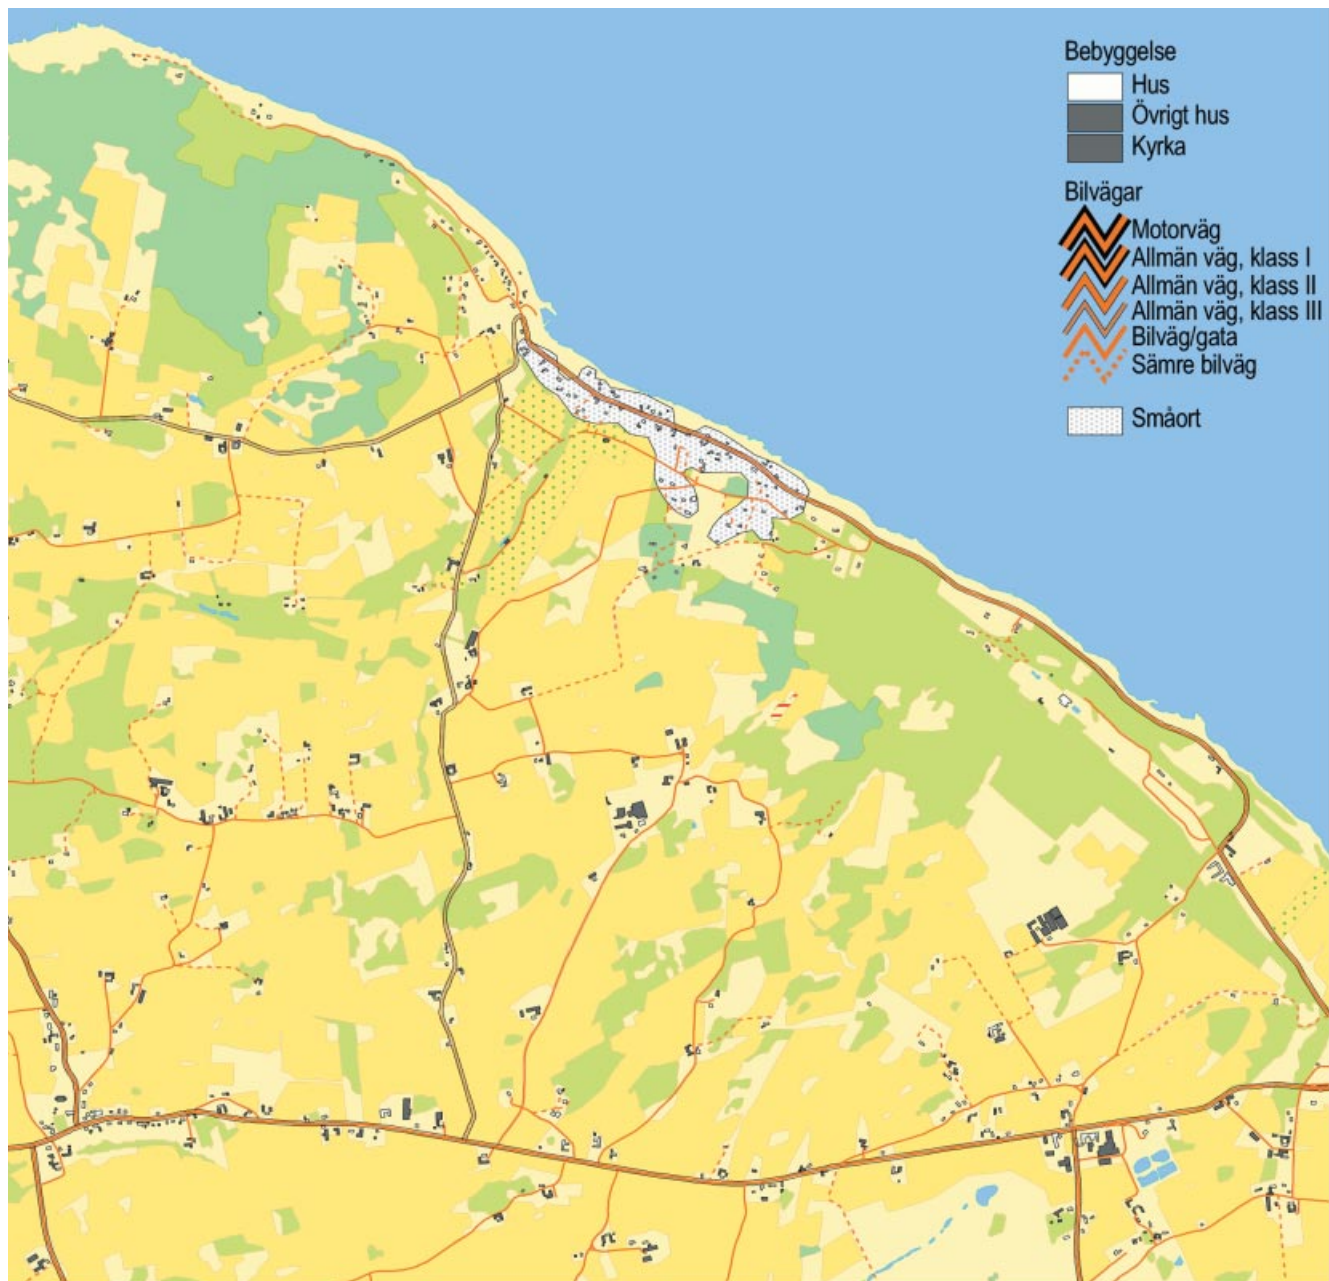 Bebyggelse
Hus
Övrigt hus
Kyrka
Bilvägar
Motorväg
Allmän väg, klass I
Allmän väg, klass II
Allmän väg, klass III
Bilväg/gata
Sämre bilväg
Småort